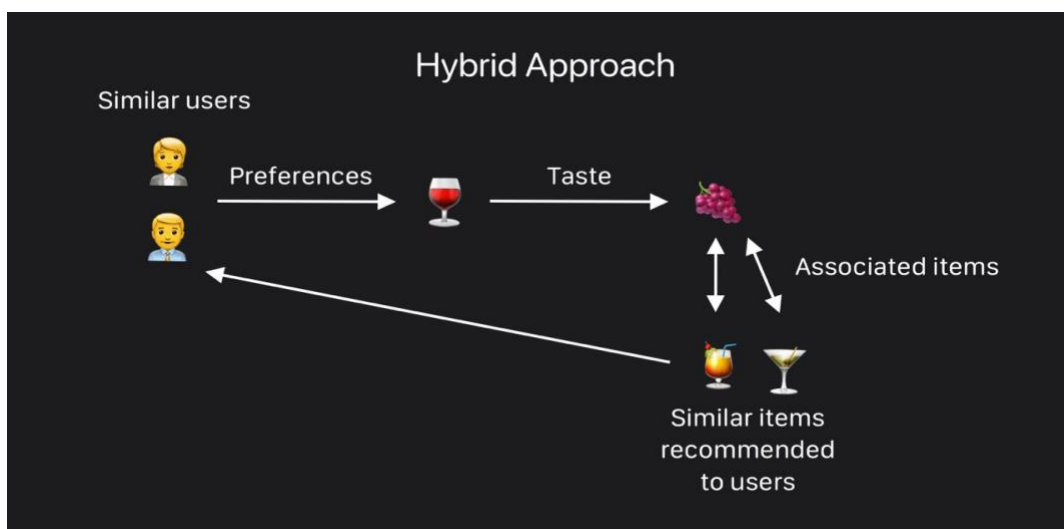 Hybrid Approach
Similar users
Preferences
Taste
Associated items
Similar items
recommended
to users